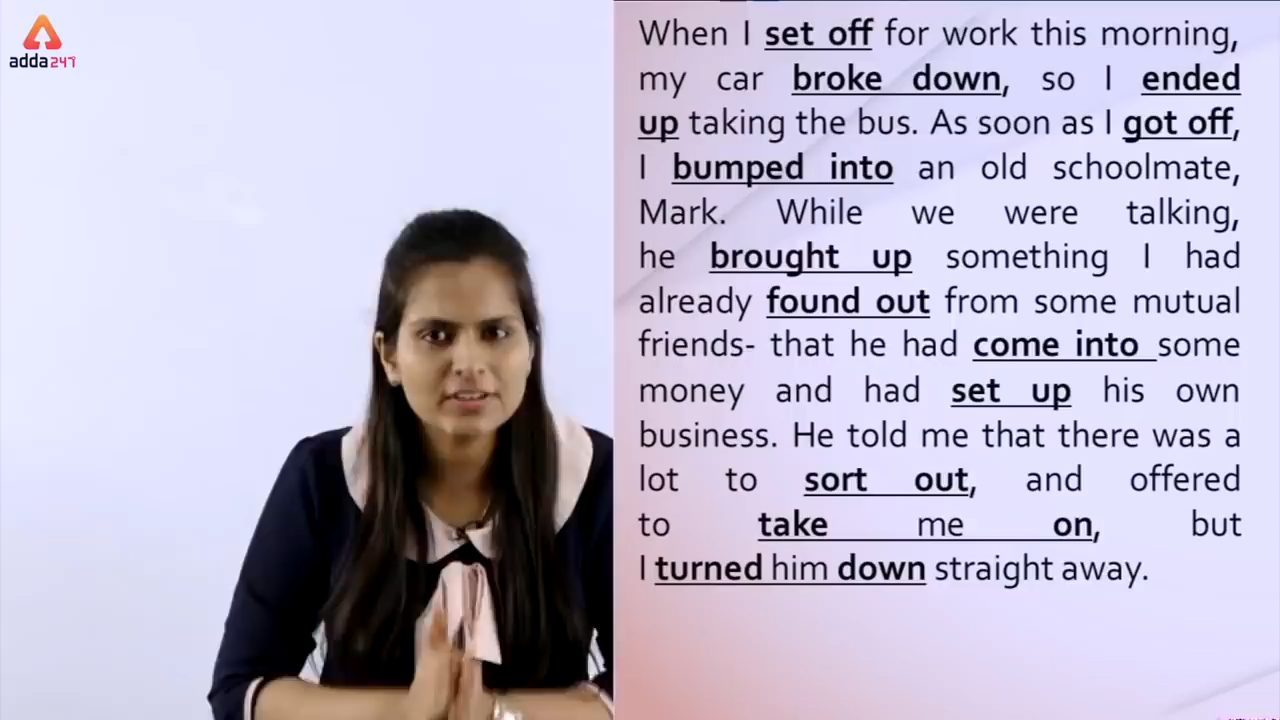 adda247
When I set off for work this morning,
my car broke down, so I ended
up taking the bus. As soon as I got off,
I bumped into an old schoolmate,
Mark. While we were talking,
he brought up something I had
already found out from some mutual
friends- that he had come into some
money and had set up his own
business. He told me that there was a
lot to sort out, and offered
to take me on, but
I turned him down straight away.